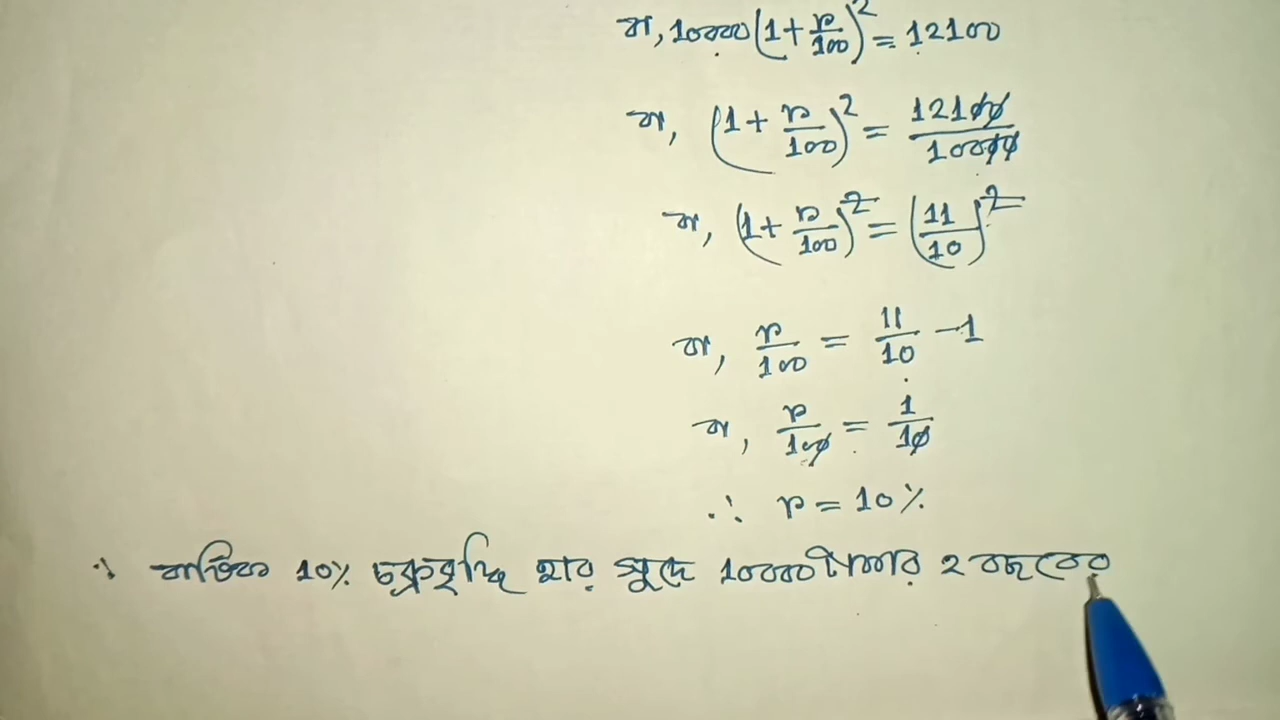 বা, 10000(1+r/100)² = 12100
বা, (1+r/100)² = 12100/10000
বা, (1+r/100)² = (11/10)²
বা, r/100 = 11/10 −1
বা, r/100 = 1/10
∴ r = 10%
∴ বার্ষিক 10% চক্রবৃদ্ধি হার সুদে 10000 টাকার ২ বছরের